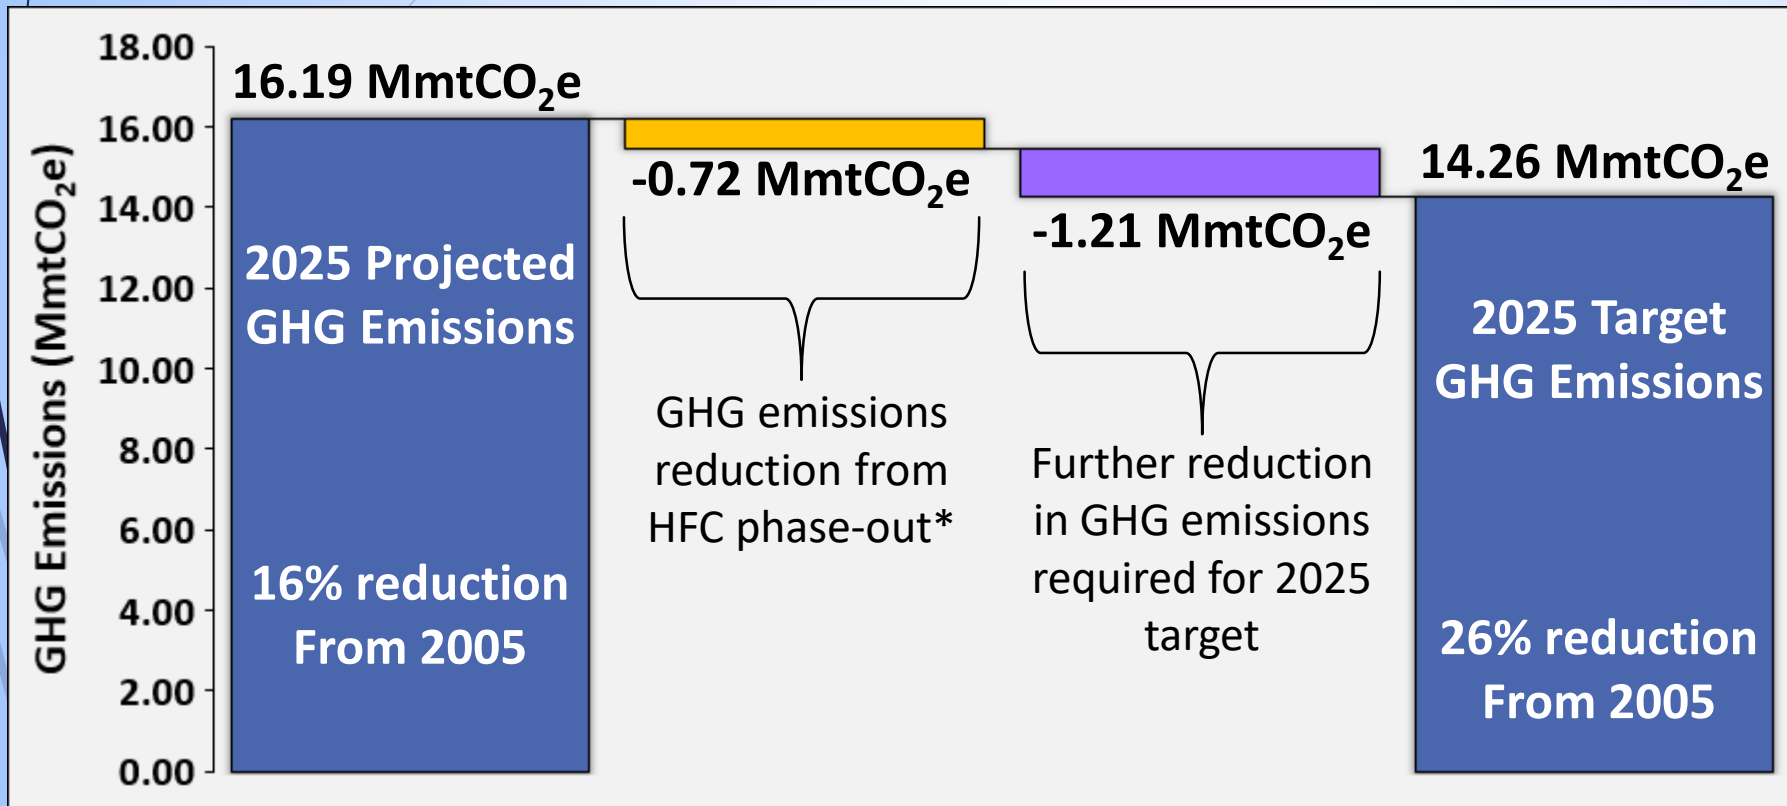 GHG Emissions (MmtCO₂e)
18.00
16.00
14.00
12.00
10.00
8.00
6.00
4.00
2.00
0.00
16.19 MmtCO₂e
2025 Projected
GHG Emissions
16% reduction
From 2005
-0.72 MmtCO₂e
GHG emissions
reduction from
HFC phase-out*
-1.21 MmtCO₂e
Further reduction
in GHG emissions
required for 2025
target
14.26 MmtCO₂e
2025 Target
GHG Emissions
26% reduction
From 2005